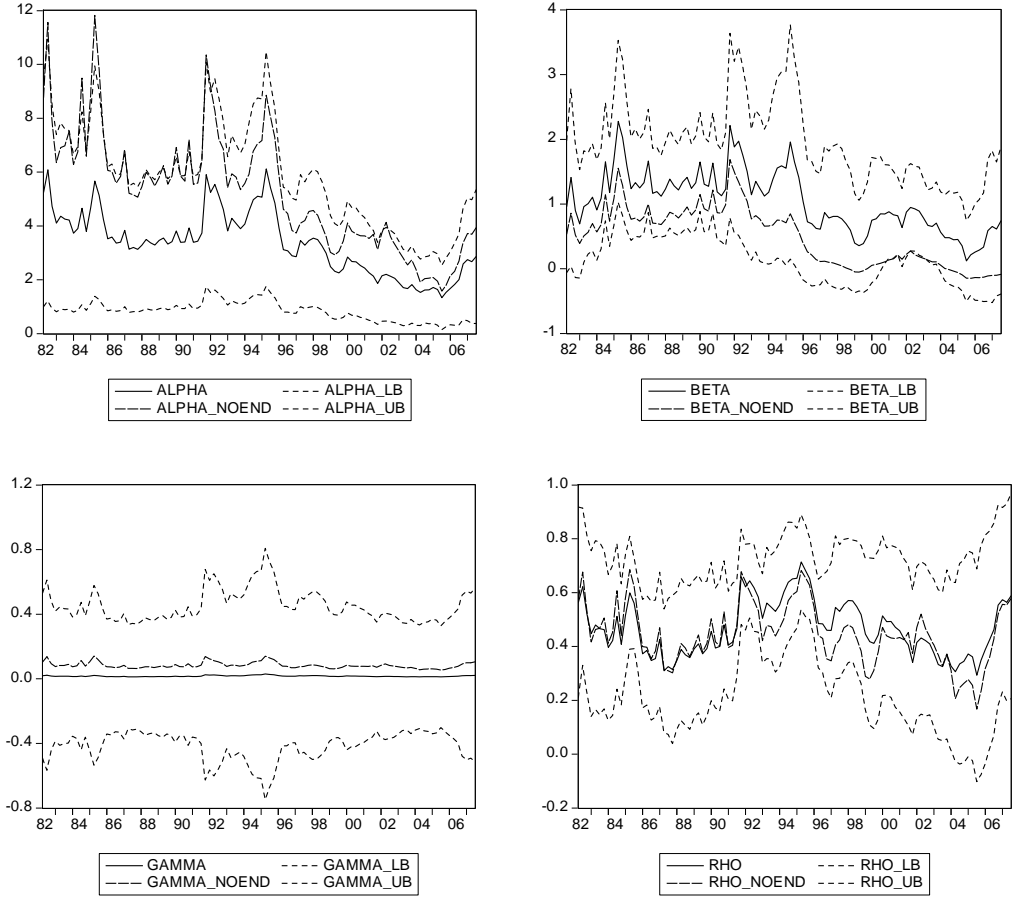 12
10
8
6
4
2
0
82 84 86 88 90 92 94 96 98 00 02 04 06
ALPHA ALPHA_LB
ALPHA_NOEND ALPHA_UB
4
3
2
1
0
-1
82 84 86 88 90 92 94 96 98 00 02 04 06
BETA BETA_LB
BETA_NOEND BETA_UB
1.2
0.8
0.4
0.0
-0.4
-0.8
82 84 86 88 90 92 94 96 98 00 02 04 06
GAMMA GAMMA_LB
GAMMA_NOEND GAMMA_UB
1.0
0.8
0.6
0.4
0.2
0.0
-0.2
82 84 86 88 90 92 94 96 98 00 02 04 06
RHO RHO_LB
RHO_NOEND RHO_UB